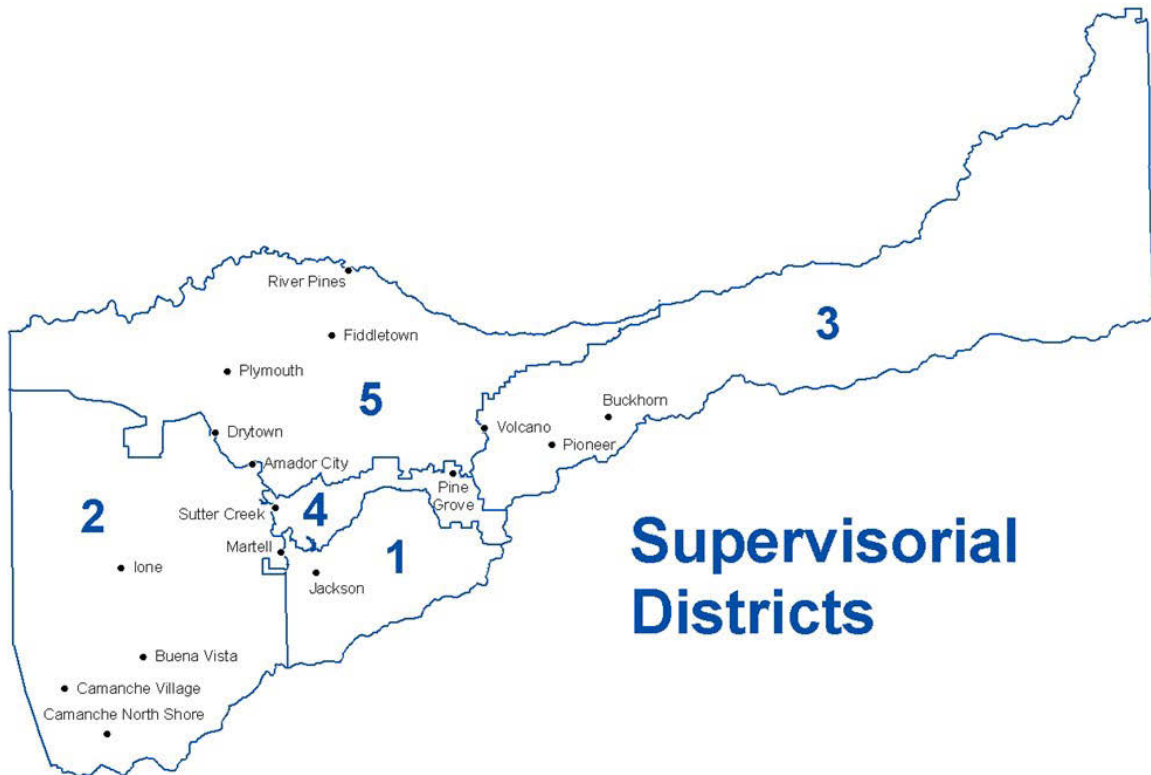 River Pines
Fiddletown
3
Plymouth
5
Buckhorn
Drytown
Volcano
Pioneer
Amador City
Pine
Grove
2
Sutter Creek
4
Supervisorial
Districts
Martell
1
Ione
Jackson
Buena Vista
Camanche Village
Camanche North Shore